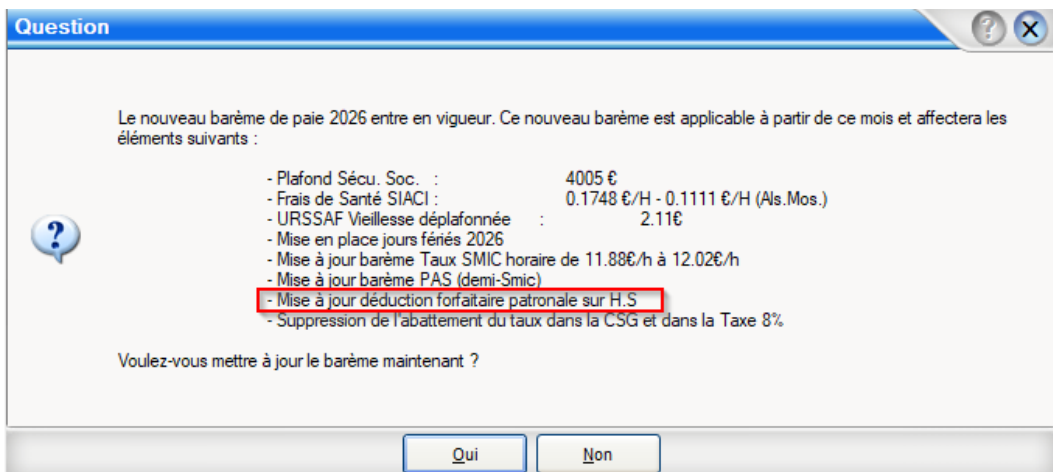 Question
Le nouveau barème de paie 2026 entre en vigueur. Ce nouveau barème est applicable à partir de ce mois et affectera les
éléments suivants :
- Plafond Sécu. Soc. : 4005 €
- Frais de Santé SIACI : 0.1748 €/H - 0.1111 €/H (Als.Mos.)
- URSSAF Vieillesse déplafonnée : 2.11€
- Mise en place jours fériés 2026
- Mise à jour barème Taux SMIC horaire de 11.88€/h à 12.02€/h
- Mise à jour barème PAS (demi-Smic)
- Mise à jour déduction forfaitaire patronale sur H.S
- Suppression de l'abattement du taux dans la CSG et dans la Taxe 8%
Voulez-vous mettre à jour le barème maintenant ?
Oui Non